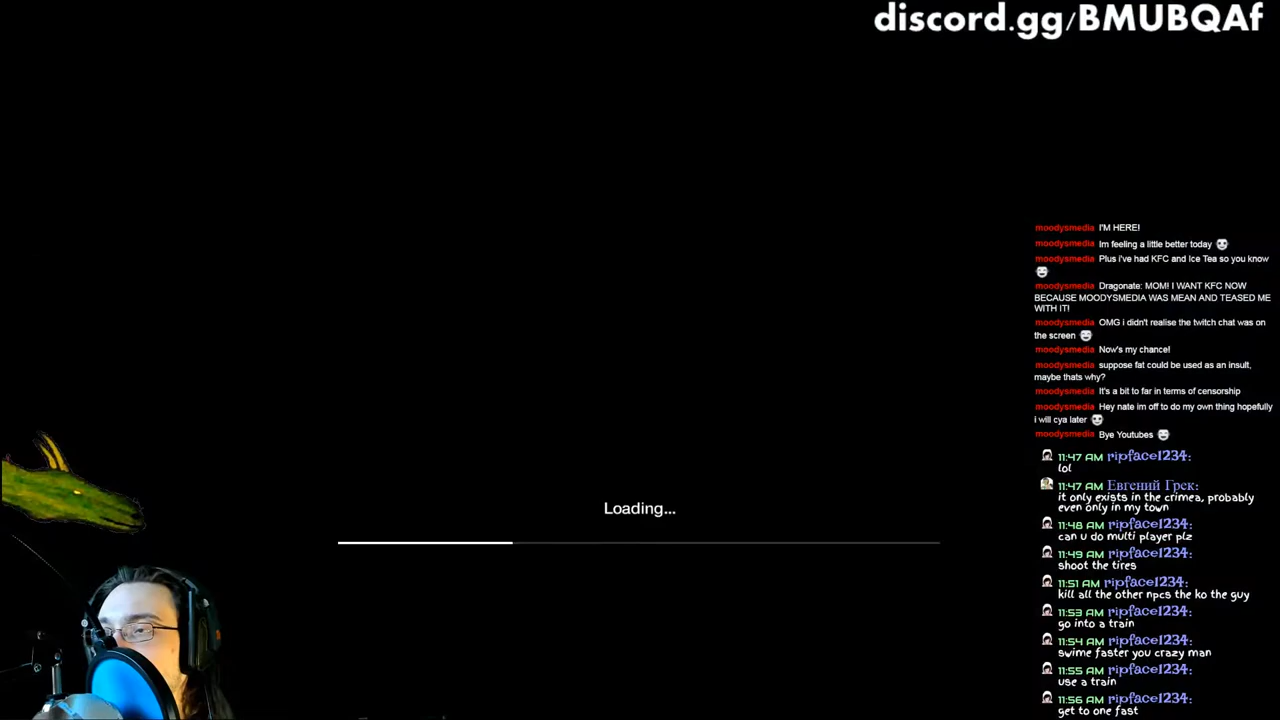 discord.gg/BMUBQAf
moodysmedia I'M HERE!
moodysmedia Im feeling a little better today
moodysmedia Plus i've had KFC and Ice Tea so you know
moodysmedia Dragonate: MOM! I WANT KFC NOW
BECAUSE MOODYSMEDIA WAS MEAN AND TEASED ME
WITH IT!
moodysmedia OMG i didn't realise the twitch chat was on
the screen
moodysmedia Now's my chance!
moodysmedia suppose fat could be used as an insult,
maybe thats why?
moodysmedia It's a bit to far in terms of censorship
moodysmedia Hey nate im off to do my own thing hopefully
i will cya later
moodysmedia Bye Youtubes
11:47 AM ripface1234:
lol
11:47 AM Евгений Грек:
it only exists in the crimea, probably
even only in my town
11:48 AM ripface1234:
can u do multi player plz
11:49 AM ripface1234:
shoot the tires
11:51 AM ripface1234:
kill all the other npcs the ko the guy
11:53 AM ripface1234:
go into a train
11:54 AM ripface1234:
swime faster you crazy man
11:55 AM ripface1234:
use a train
11:56 AM ripface1234:
get to one fast
Loading...